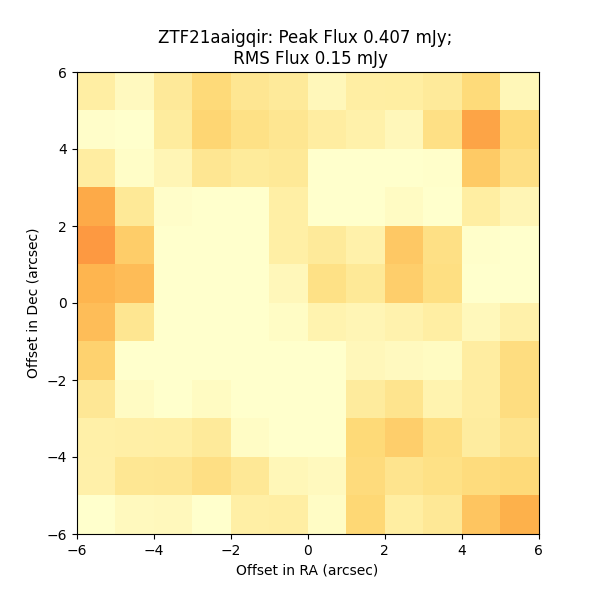 ZTF21aaigqir: Peak Flux 0.407 mJy;
RMS Flux 0.15 mJy
6
4
2
0
−2
−4
−6
Offset in Dec (arcsec)
−6 −4 −2 0 2 4 6
Offset in RA (arcsec)